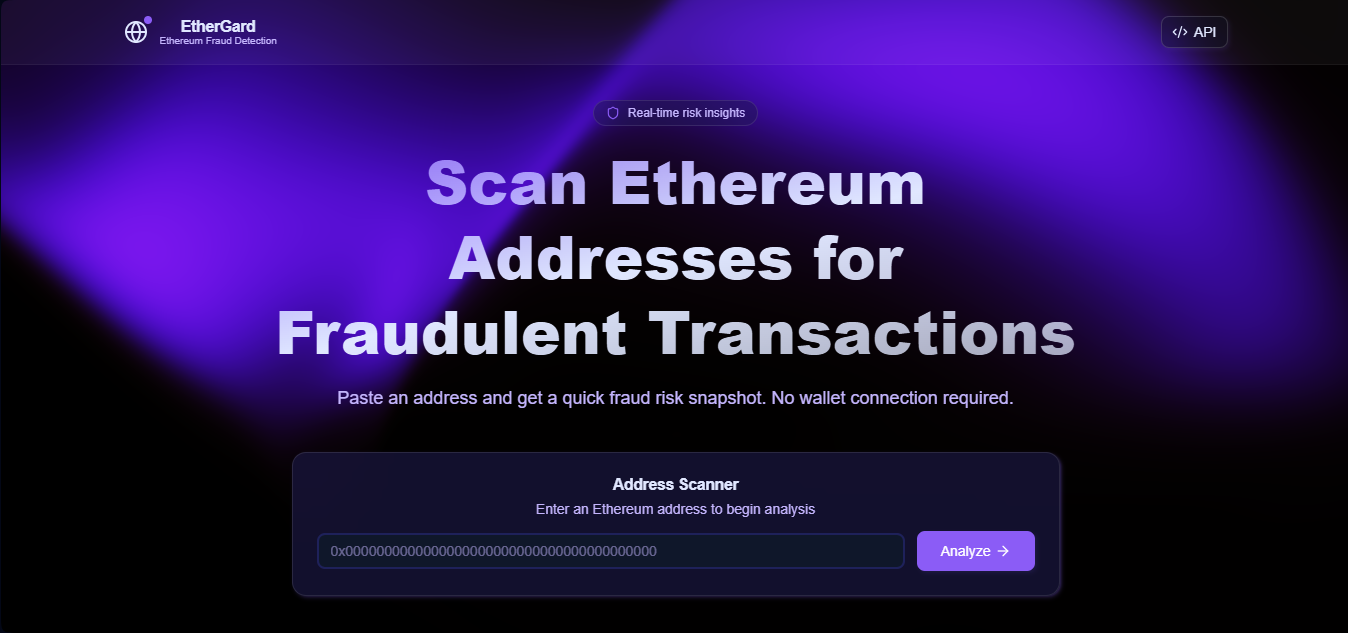 EtherGard
Ethereum Fraud Detection
</> API
Real-time risk insights
Scan Ethereum
Addresses for
Fraudulent Transactions
Paste an address and get a quick fraud risk snapshot. No wallet connection required.
Address Scanner
Enter an Ethereum address to begin analysis
0x0000000000000000000000000000000000000000
Analyze →